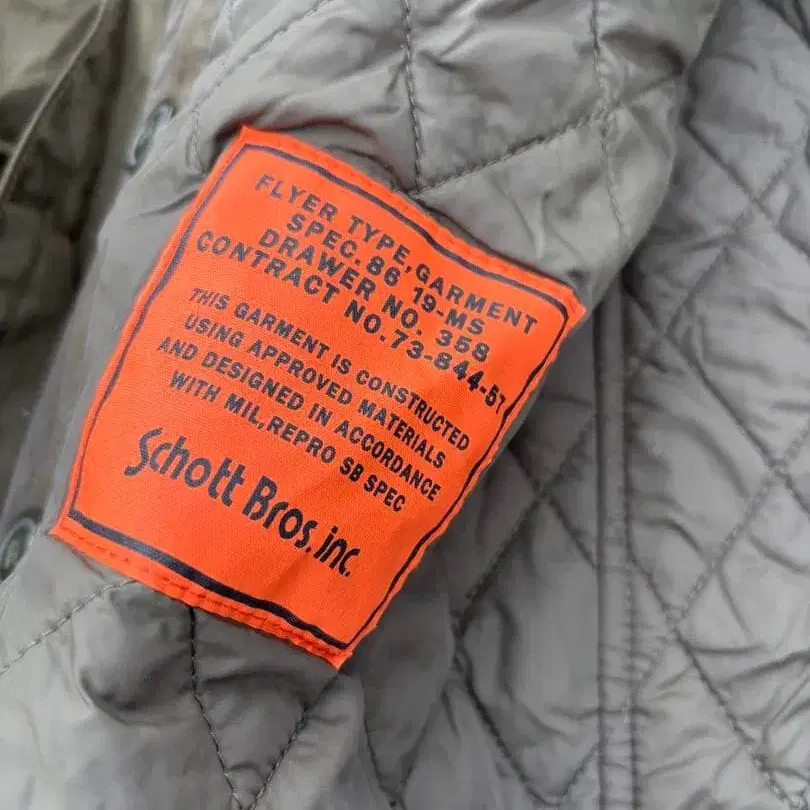 FLYER TYPE,GARMENT
SPEC.86 19-MS
DRAWER NO. 358
CONTRACT NO.73-844-57
THIS GARMENT IS CONSTRUCTED
USING APPROVED MATERIALS
AND DESIGNED IN ACCORDANCE
WITH MIL,REPRO SB SPEC
Schott Bros.inc.